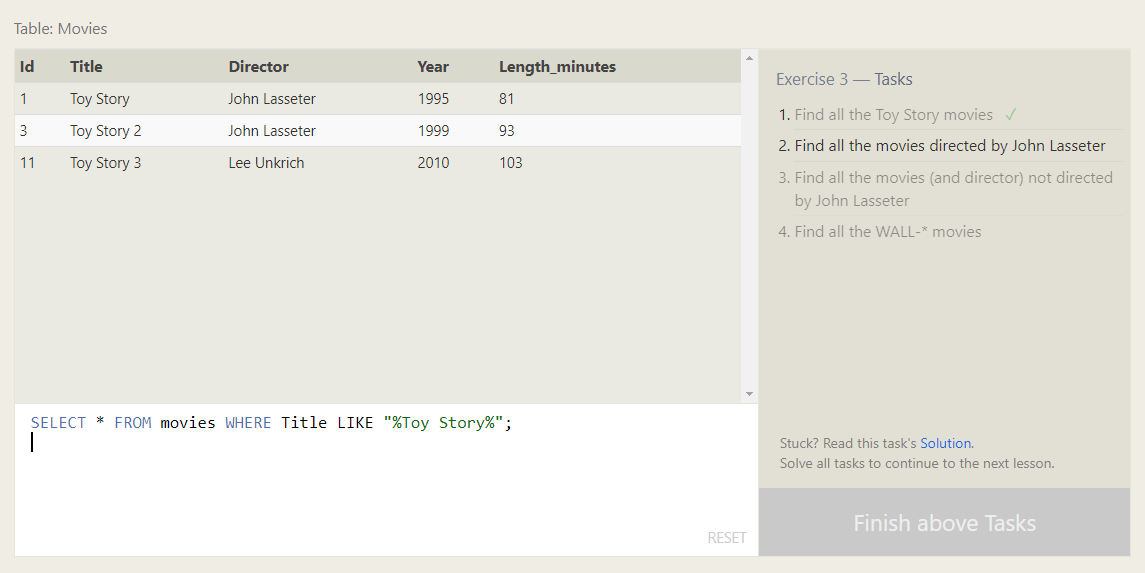 Table: Movies
Id Title Director Year Length_minutes
1 Toy Story John Lasseter 1995 81
3 Toy Story 2 John Lasseter 1999 93
11 Toy Story 3 Lee Unkrich 2010 103
SELECT * FROM movies WHERE Title LIKE "%Toy Story%";
RESET
Exercise 3 — Tasks
1. Find all the Toy Story movies ✓
2. Find all the movies directed by John Lasseter
3. Find all the movies (and director) not directed
by John Lasseter
4. Find all the WALL-* movies
Stuck? Read this task's Solution.
Solve all tasks to continue to the next lesson.
Finish above Tasks